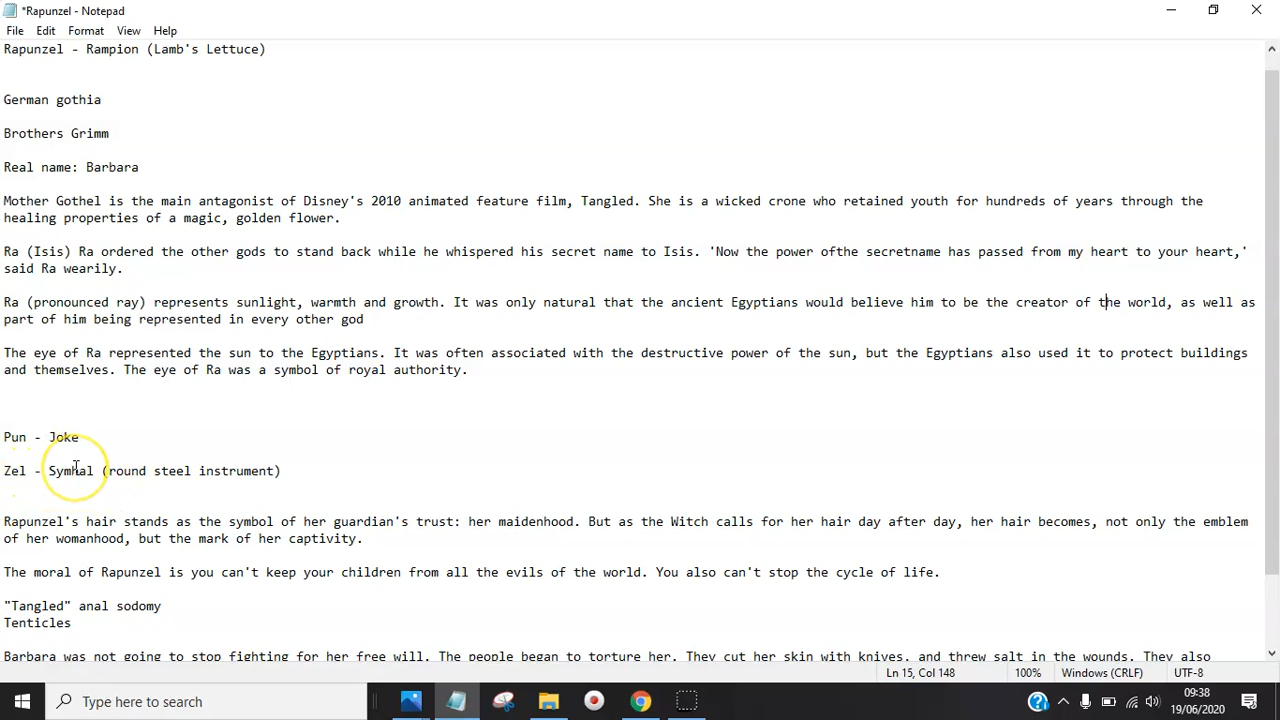 *Rapunzel - Notepad
File Edit Format View Help
Rapunzel - Rampion (Lamb's Lettuce)
German gothia
Brothers Grimm
Real name: Barbara
Mother Gothel is the main antagonist of Disney's 2010 animated feature film, Tangled. She is a wicked crone who retained youth for hundreds of years through the
healing properties of a magic, golden flower.
Ra (Isis) Ra ordered the other gods to stand back while he whispered his secret name to Isis. 'Now the power ofthe secretname has passed from my heart to your heart,'
said Ra wearily.
Ra (pronounced ray) represents sunlight, warmth and growth. It was only natural that the ancient Egyptians would believe him to be the creator of the world, as well as
part of him being represented in every other god
The eye of Ra represented the sun to the Egyptians. It was often associated with the destructive power of the sun, but the Egyptians also used it to protect buildings
and themselves. The eye of Ra was a symbol of royal authority.
Pun - Joke
Zel - Symbal (round steel instrument)
Rapunzel's hair stands as the symbol of her guardian's trust: her maidenhood. But as the Witch calls for her hair day after day, her hair becomes, not only the emblem
of her womanhood, but the mark of her captivity.
The moral of Rapunzel is you can't keep your children from all the evils of the world. You also can't stop the cycle of life.
"Tangled" anal sodomy
Tenticles
Barbara was not going to stop fighting for her free will. The people began to torture her. They cut her skin with knives, and threw salt in the wounds. They also
Ln 15, Col 148 100% Windows (CRLF) UTF-8
Type here to search
09:38
19/06/2020